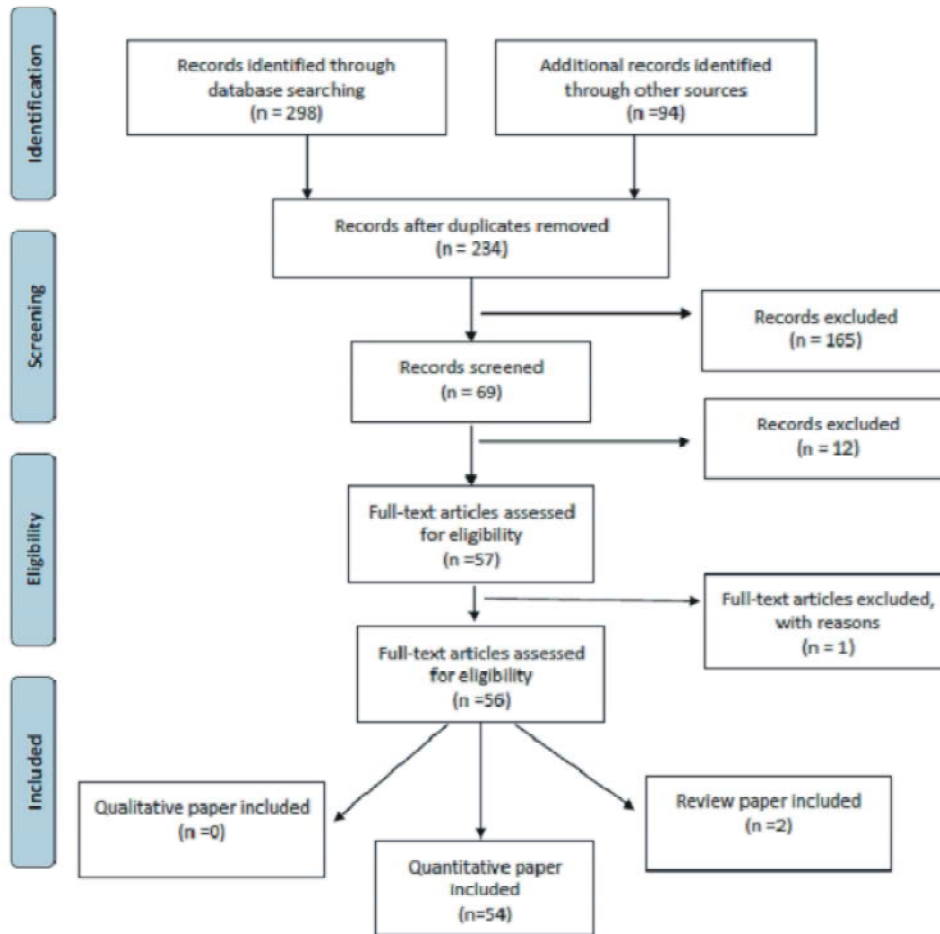 Identification
Records identified through
database searching
(n = 298)
Additional records identified
through other sources
(n =94)
Records after duplicates removed
(n = 234)
Screening
Records excluded
(n = 165)
Records screened
(n = 69)
Records excluded
(n = 12)
Eligibility
Full-text articles assessed
for eligibility
(n =57)
Full-text articles excluded,
with reasons
(n = 1)
Full-text articles assessed
for eligibility
(n =56)
Included
Qualitative paper included
(n =0)
Quantitative paper
included
(n=54)
Review paper included
(n =2)